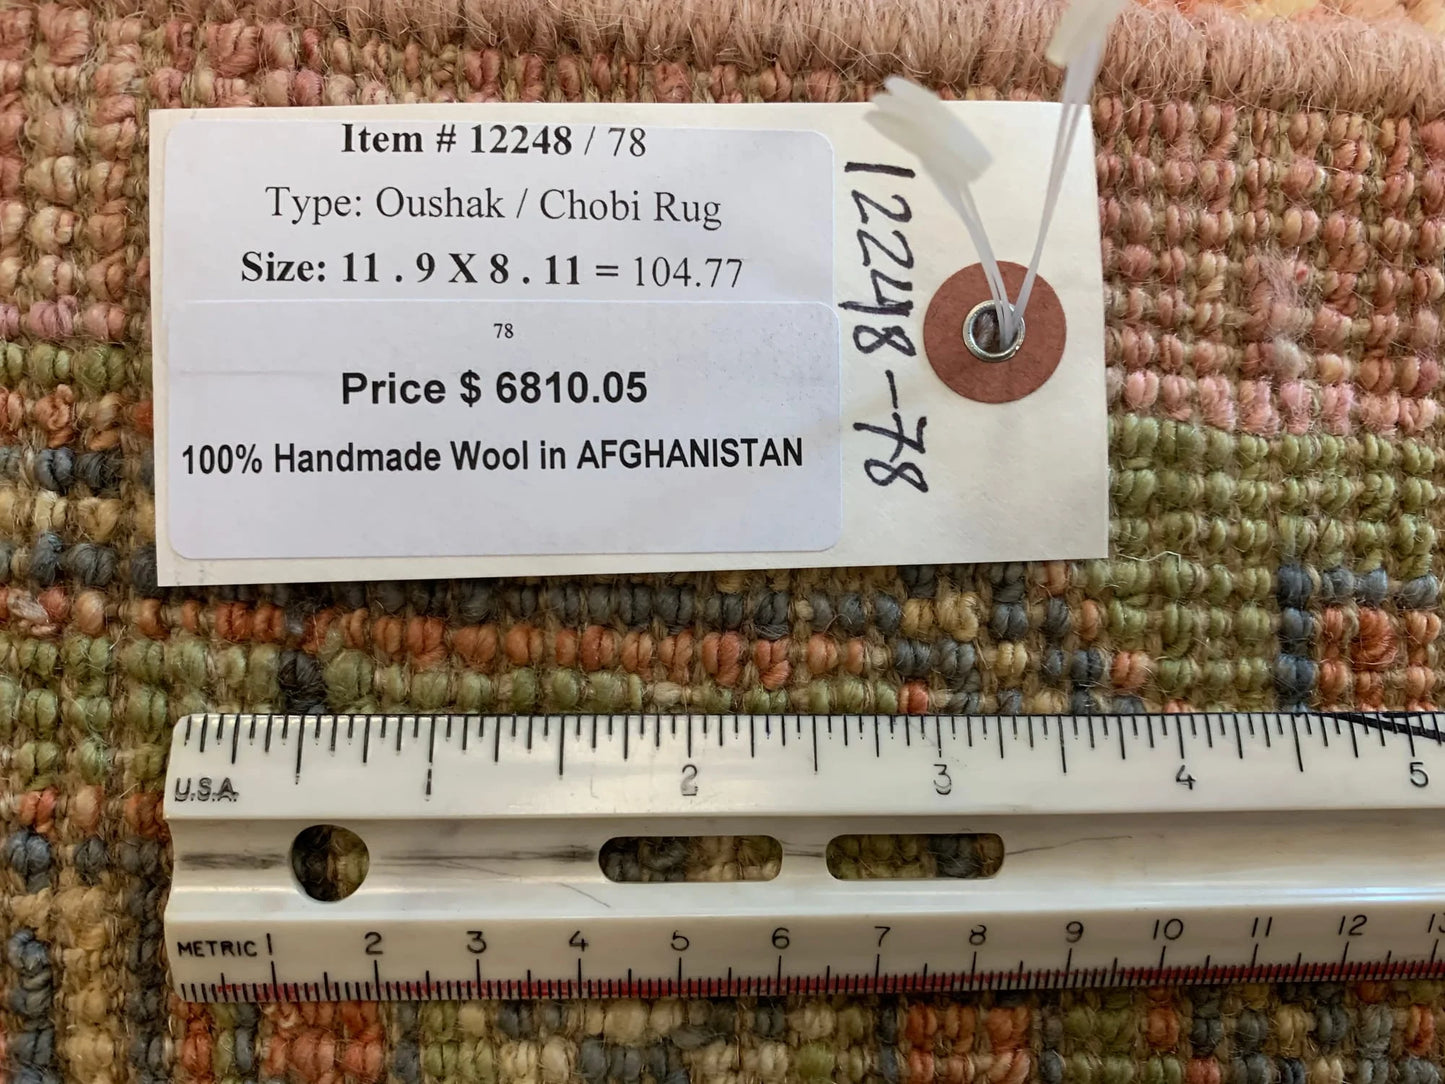 Item # 12248 / 78
Type: Oushak / Chobi Rug
Size: 11 . 9 X 8 . 11 = 104.77
78
Price $ 6810.05
100% Handmade Wool in AFGHANISTAN
12248-78
U.S.A. 1 2 3 4 5
METRIC 1 2 3 4 5 6 7 8 9 10 11 12